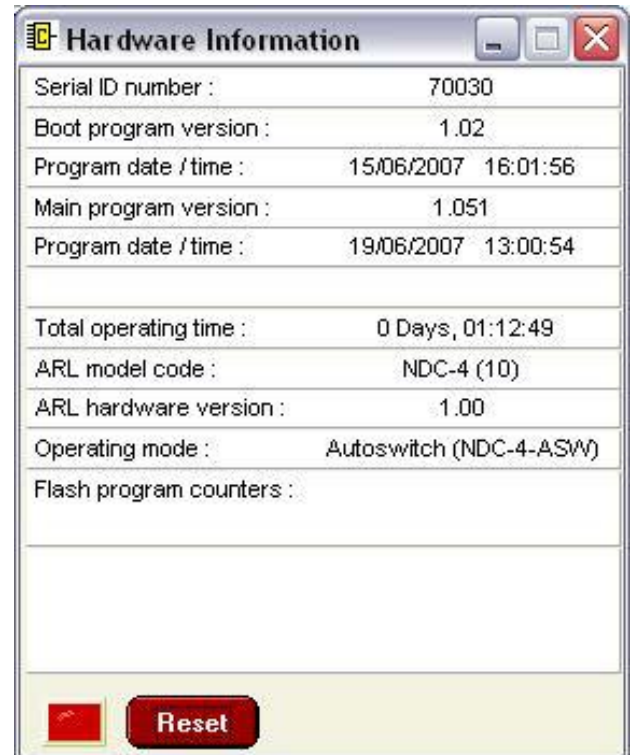 Hardware Information
Serial ID number : 70030
Boot program version : 1.02
Program date / time : 15/06/2007 16:01:56
Main program version : 1.051
Program date / time : 19/06/2007 13:00:54
Total operating time : 0 Days, 01:12:49
ARL model code : NDC-4 (10)
ARL hardware version : 1.00
Operating mode : Autoswitch (NDC-4-ASW)
Flash program counters :
Reset